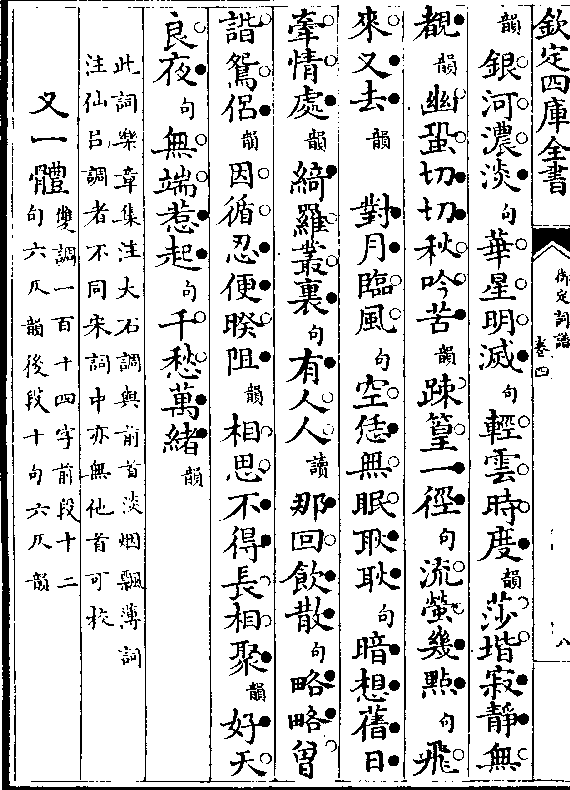 欽定四庫全書
御定詞譜
卷四
八
韻銀河濃淡句華星明滅句輕雲時度韻莎堦寂靜無
覩韻幽蛩切切秋吟苦韻踈篁一徑句流螢幾點句飛
來又去韻對月臨風句空恁無眠耿耿句暗想舊日
牽情處韻綺羅叢裏句有人人讀那回飲散句略略曽
諧鴛侶韻因循忍便睽阻韻相思不得長相聚韻好天
良夜句無端惹起句千愁萬緒韻
此詞樂章集注大石調與前首淡烟飄薄詞
注仙吕調者不同宋詞中亦無他首可校
又一體雙調一百十四字前段十二
句六仄韻後段十句六仄韻